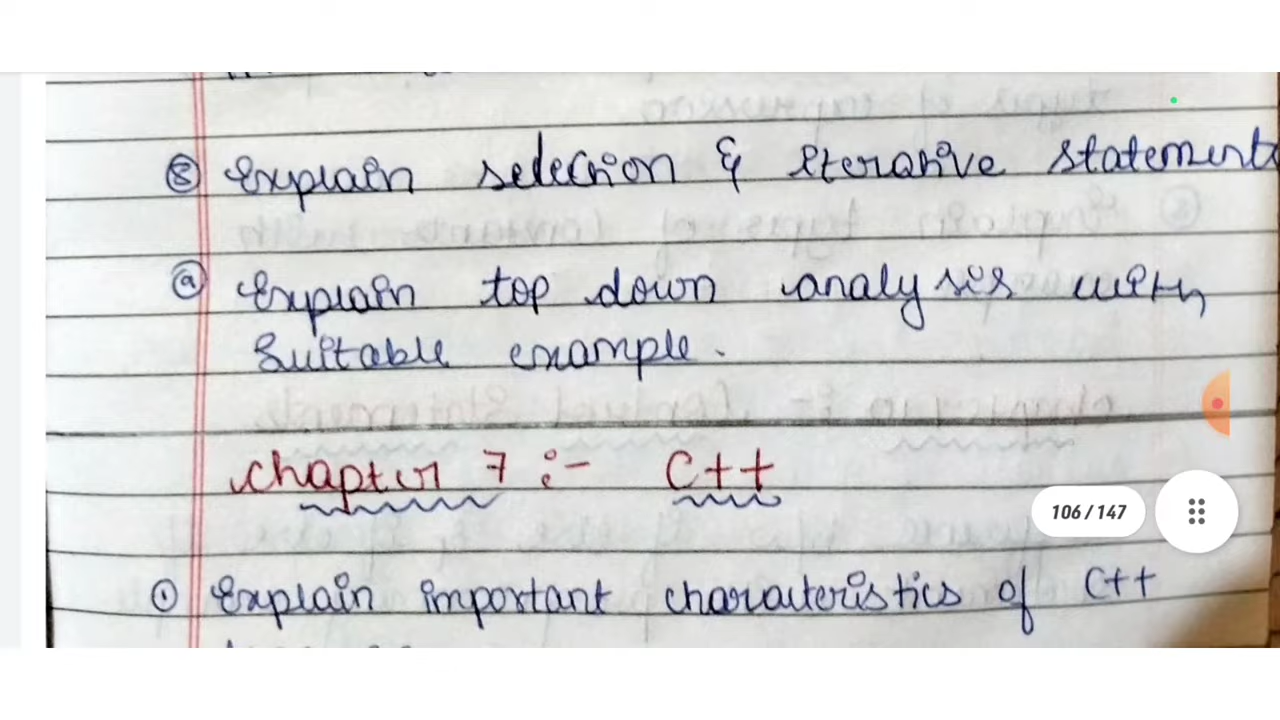 ⑧ Explain selection & iterative statements
⑨ Explain top down analysis with
suitable example.
Chapter 7 :- C++
106 / 147
① Explain important characteristics of C++